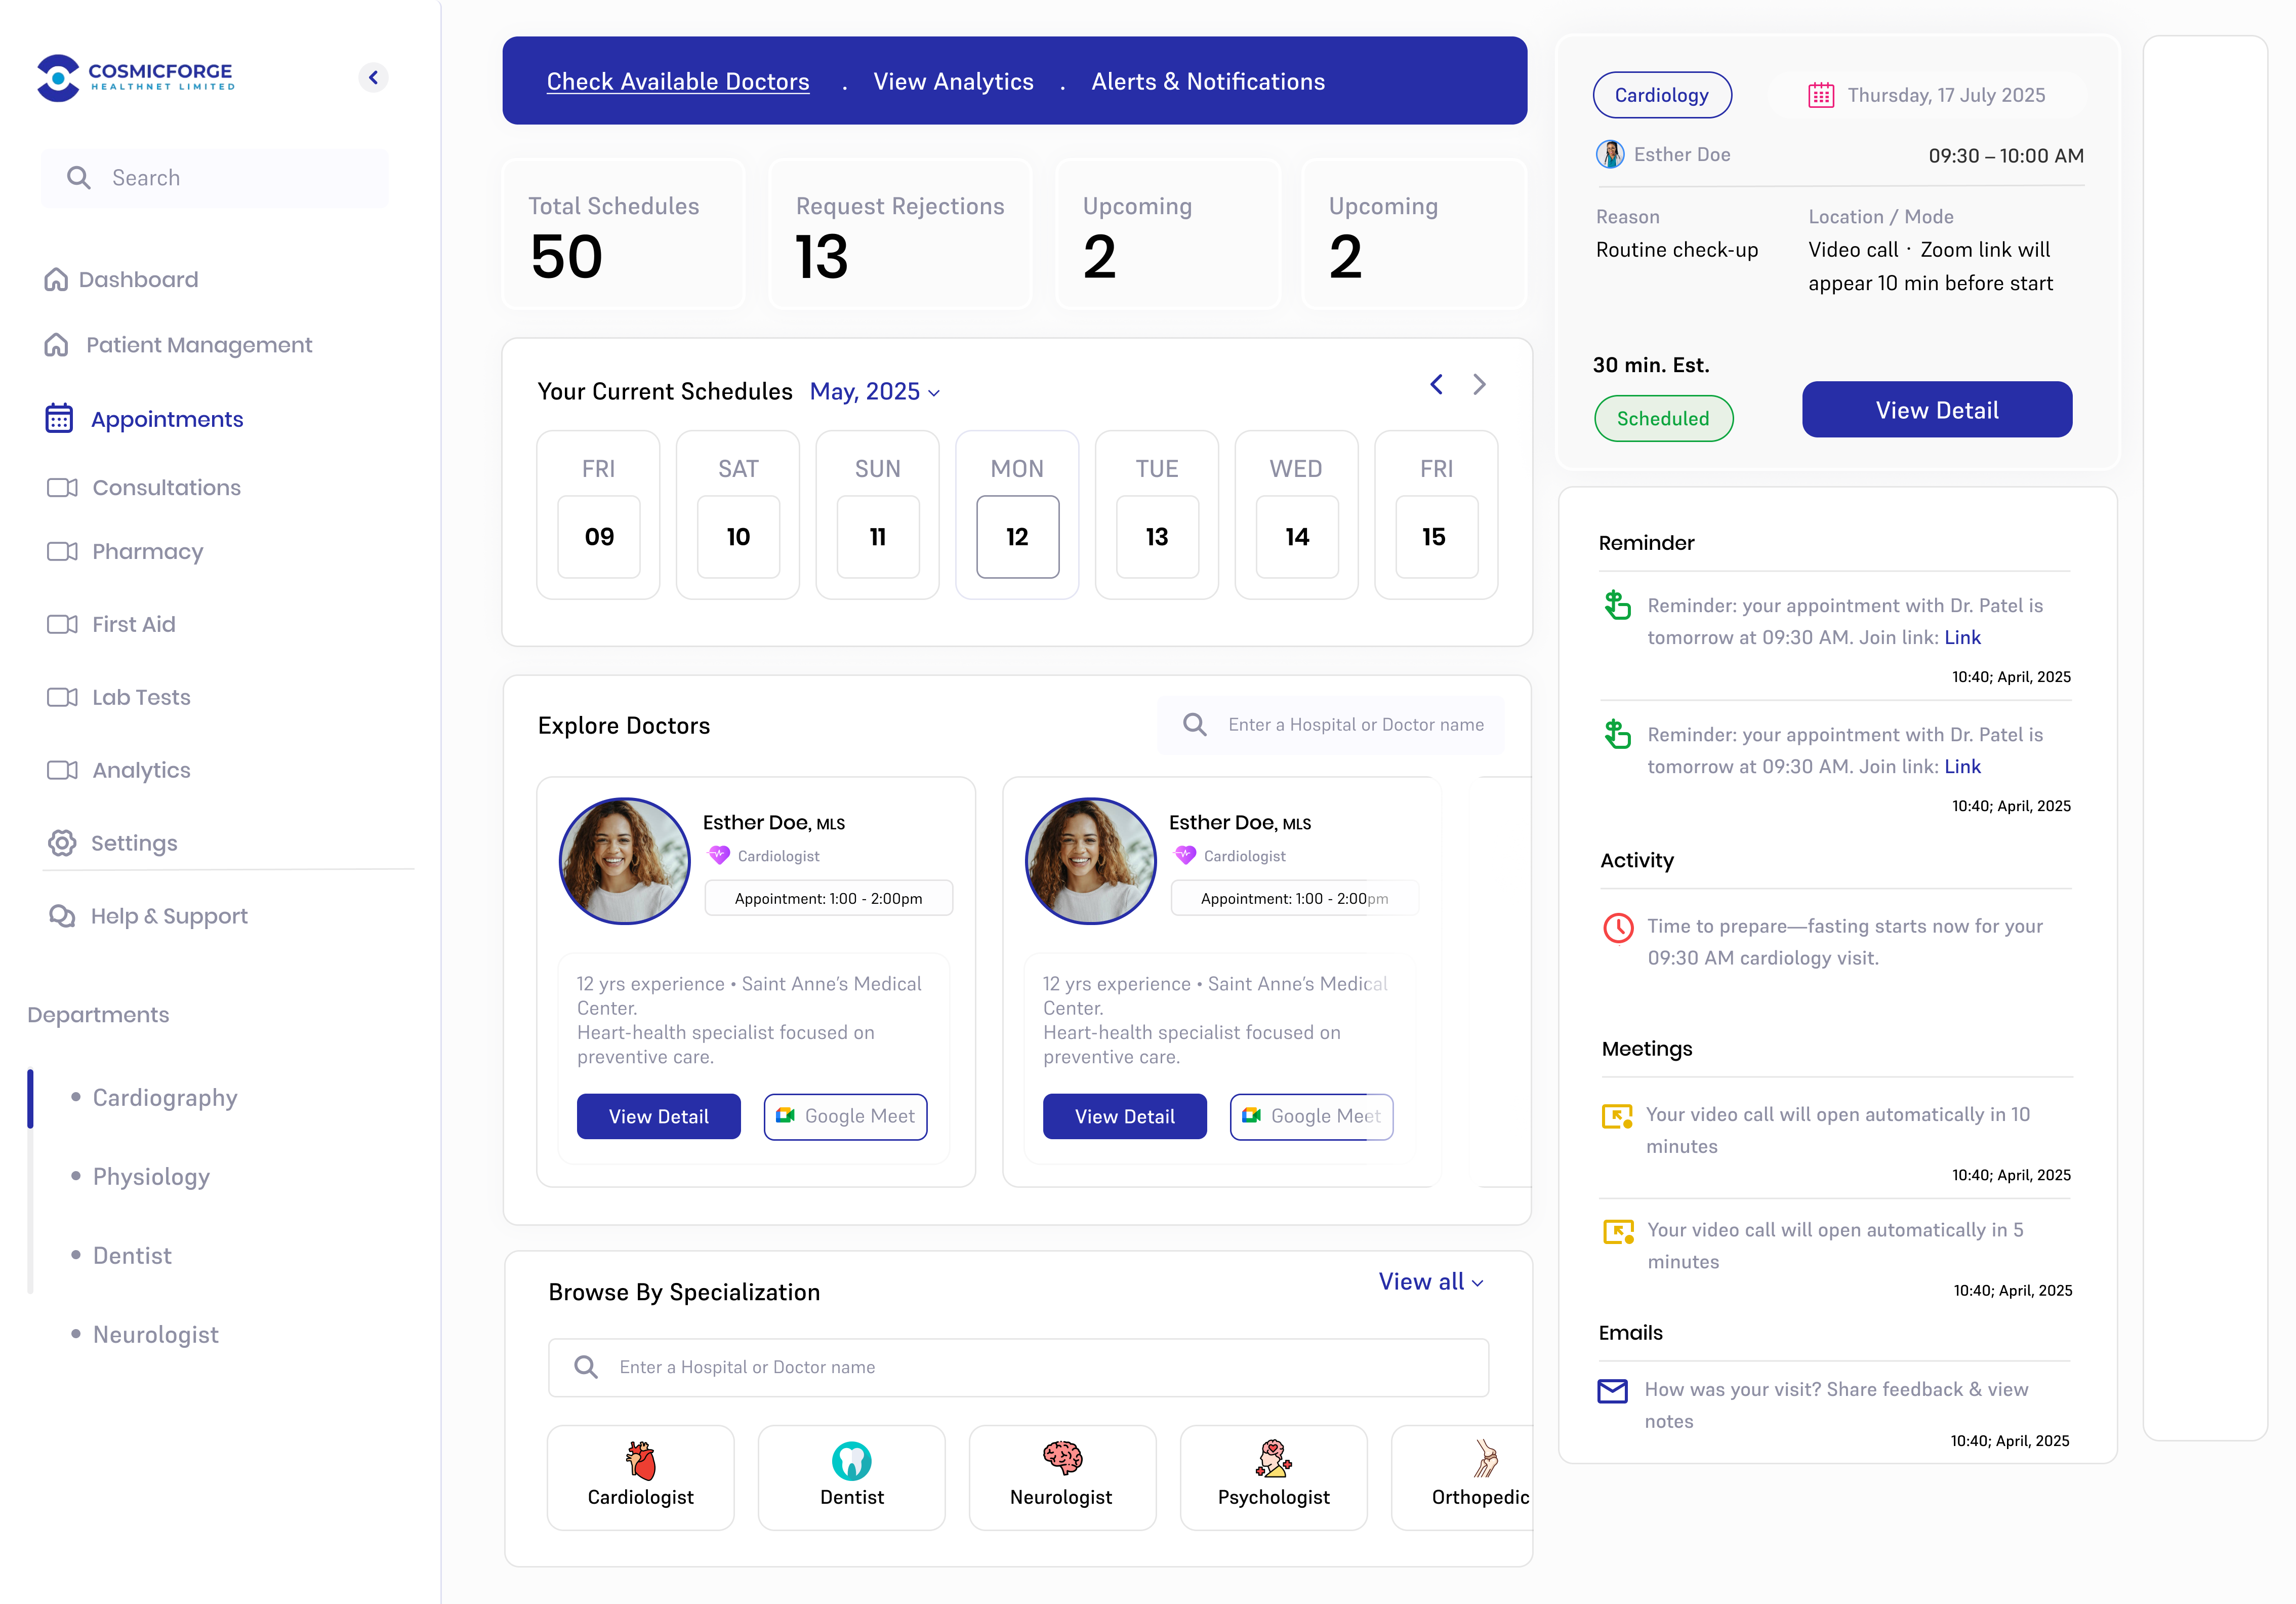 COSMICFORGE
HEALTHNET LIMITED
Search
Dashboard
Patient Management
Appointments
Consultations
Pharmacy
First Aid
Lab Tests
Analytics
Settings
Help & Support
Departments
• Cardiography
• Physiology
• Dentist
• Neurologist
Check Available Doctors . View Analytics . Alerts & Notifications
Total Schedules
50
Request Rejections
13
Upcoming
2
Upcoming
2
Your Current Schedules May, 2025
FRI
09
SAT
10
SUN
11
MON
12
TUE
13
WED
14
FRI
15
Explore Doctors
Enter a Hospital or Doctor name
Esther Doe, MLS
Cardiologist
Appointment: 1:00 - 2:00pm
12 yrs experience • Saint Anne’s Medical
Center.
Heart-health specialist focused on
preventive care.
View Detail
Google Meet
Esther Doe, MLS
Cardiologist
Appointment: 1:00 - 2:00pm
12 yrs experience • Saint Anne’s Medical
Center.
Heart-health specialist focused on
preventive care.
View Detail
Google Meet
Browse By Specialization
View all
Enter a Hospital or Doctor name
Cardiologist
Dentist
Neurologist
Psychologist
Orthopedic
Cardiology
Thursday, 17 July 2025
Esther Doe
09:30 – 10:00 AM
Reason
Routine check-up
Location / Mode
Video call · Zoom link will
appear 10 min before start
30 min. Est.
Scheduled
View Detail
Reminder
Reminder: your appointment with Dr. Patel is
tomorrow at 09:30 AM. Join link: Link
10:40; April, 2025
Reminder: your appointment with Dr. Patel is
tomorrow at 09:30 AM. Join link: Link
10:40; April, 2025
Activity
Time to prepare—fasting starts now for your
09:30 AM cardiology visit.
Meetings
Your video call will open automatically in 10
minutes
10:40; April, 2025
Your video call will open automatically in 5
minutes
10:40; April, 2025
Emails
How was your visit? Share feedback & view
notes
10:40; April, 2025